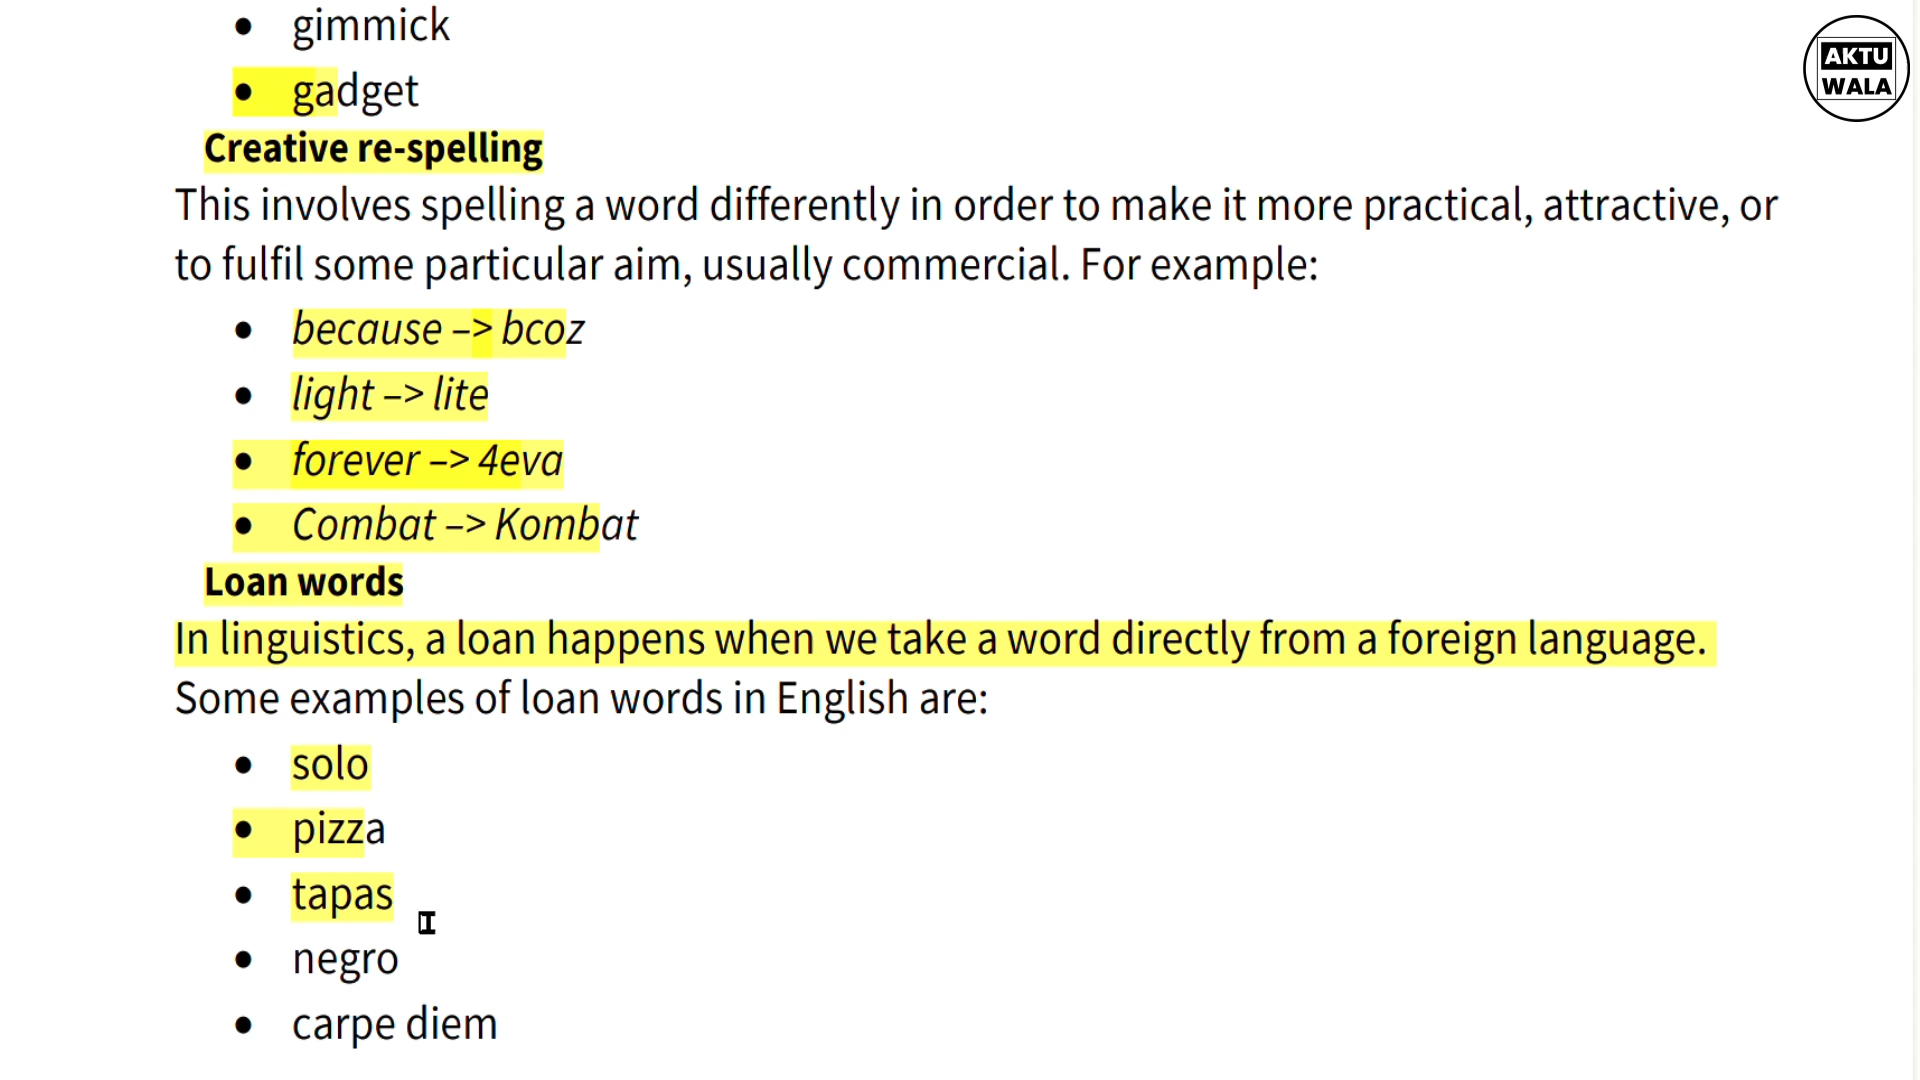 • gimmick
• gadget
Creative re-spelling
This involves spelling a word differently in order to make it more practical, attractive, or
to fulfil some particular aim, usually commercial. For example:
• because –> bcoz
• light –> lite
• forever –> 4eva
• Combat –> Kombat
Loan words
In linguistics, a loan happens when we take a word directly from a foreign language.
Some examples of loan words in English are:
• solo
• pizza
• tapas
• negro
• carpe diem
AKTU
WALA